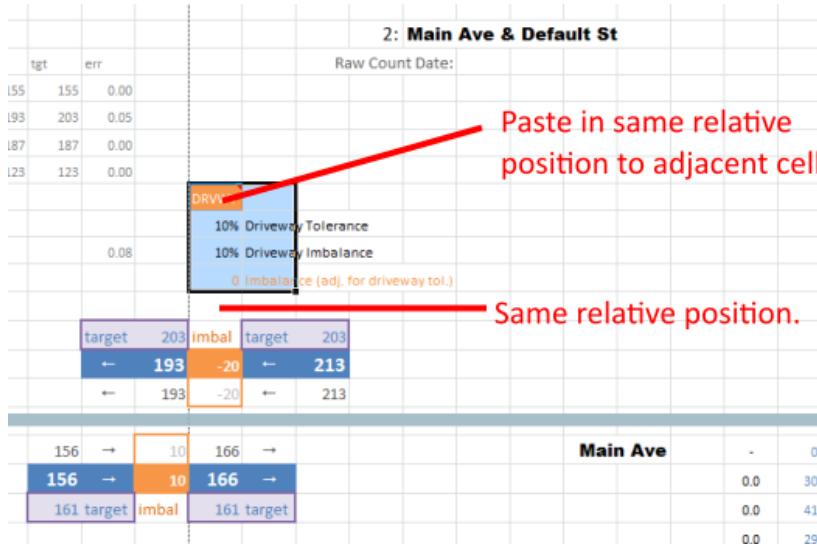 2: Main Ave & Default St
tgt err Raw Count Date:
155 155 0.00
193 203 0.05
187 187 0.00
123 123 0.00
Paste in same relative
position to adjacent cell
10% Driveway Tolerance
0.08 10% Driveway Imbalance
0 Imbalance (adj. for driveway tol.)
Same relative position.
target 203 imbal target 203
← 193 -20 ← 213
← 193 -20 ← 213
156 → 10 166 → Main Ave - 0
156 → 10 166 → 0.0 30
161 target imbal 161 target 0.0 41
0.0 29